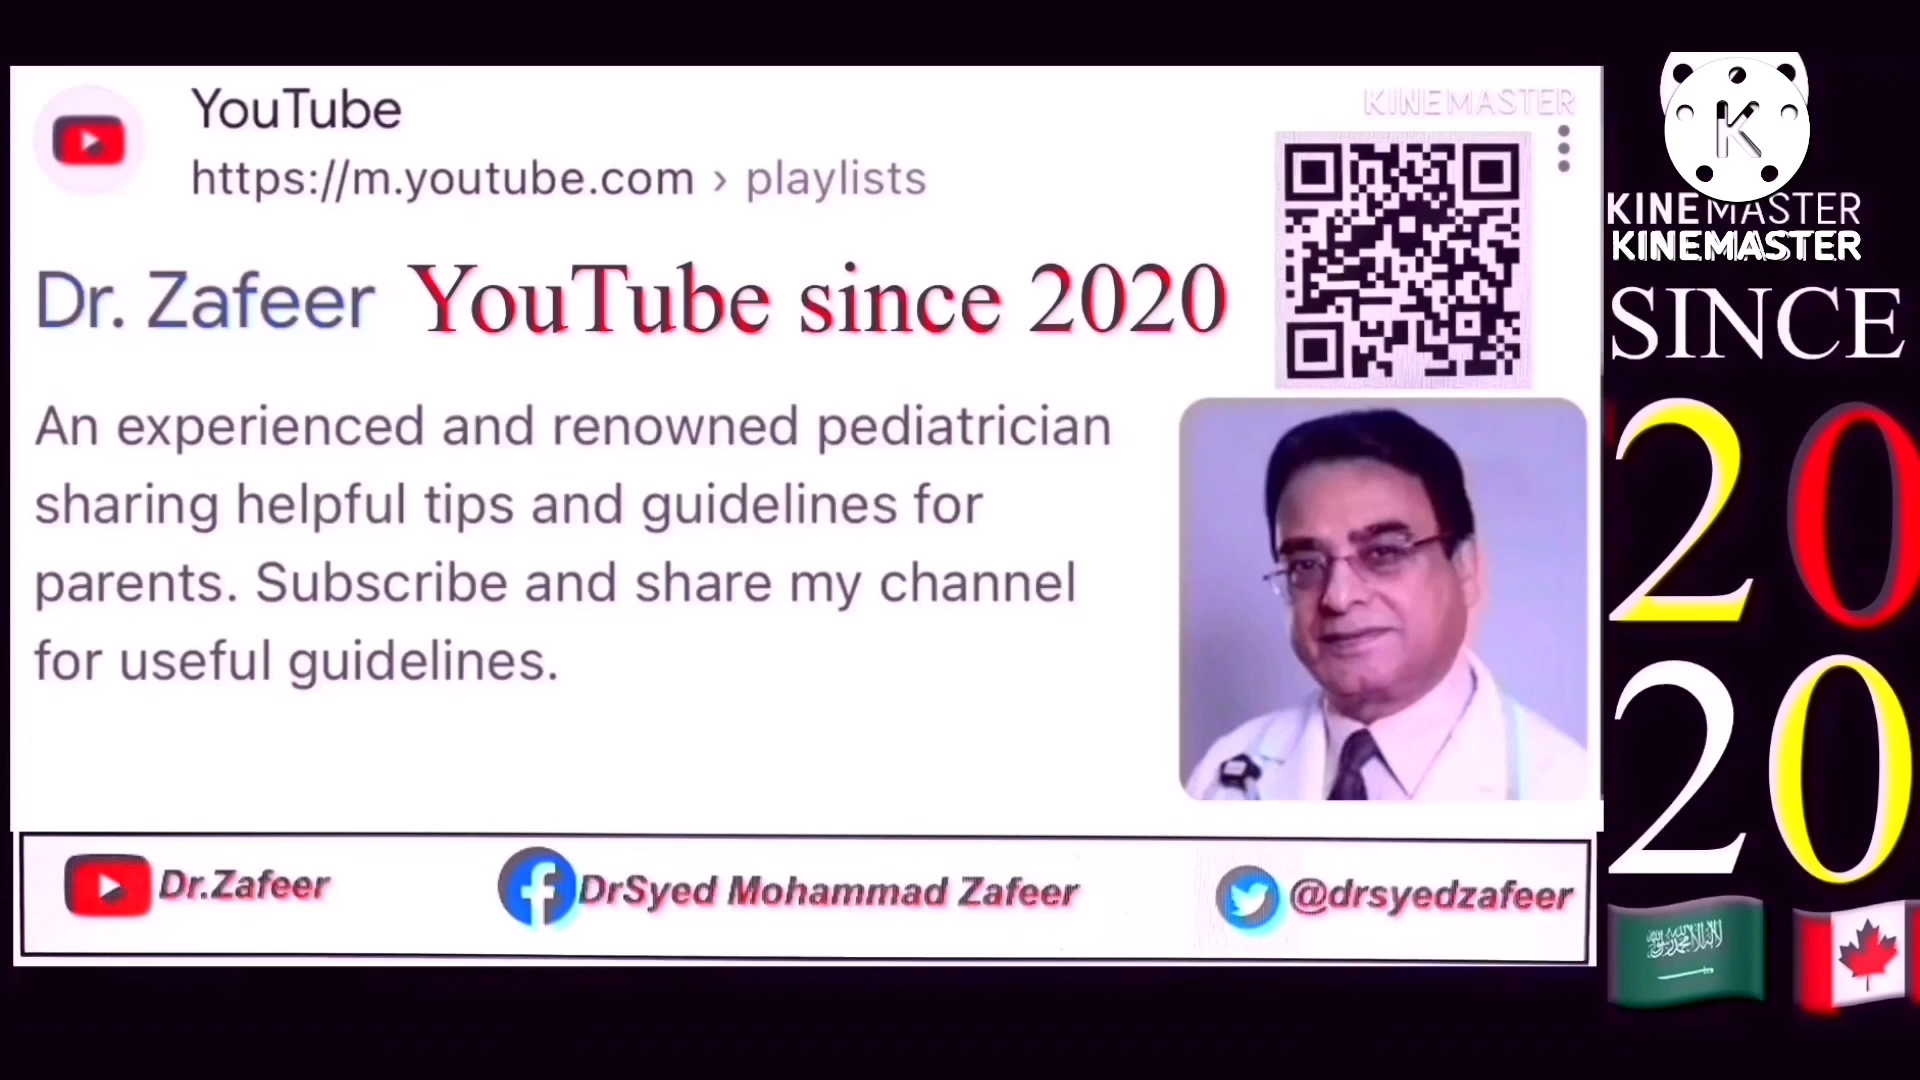 YouTube
https://m.youtube.com › playlists
KINEMASTER
Dr. Zafeer YouTube since 2020
An experienced and renowned pediatrician
sharing helpful tips and guidelines for
parents. Subscribe and share my channel
for useful guidelines.
Dr.Zafeer
DrSyed Mohammad Zafeer
@drsyedzafeer
K
KINEMASTER
KINEMASTER
SINCE
20
20